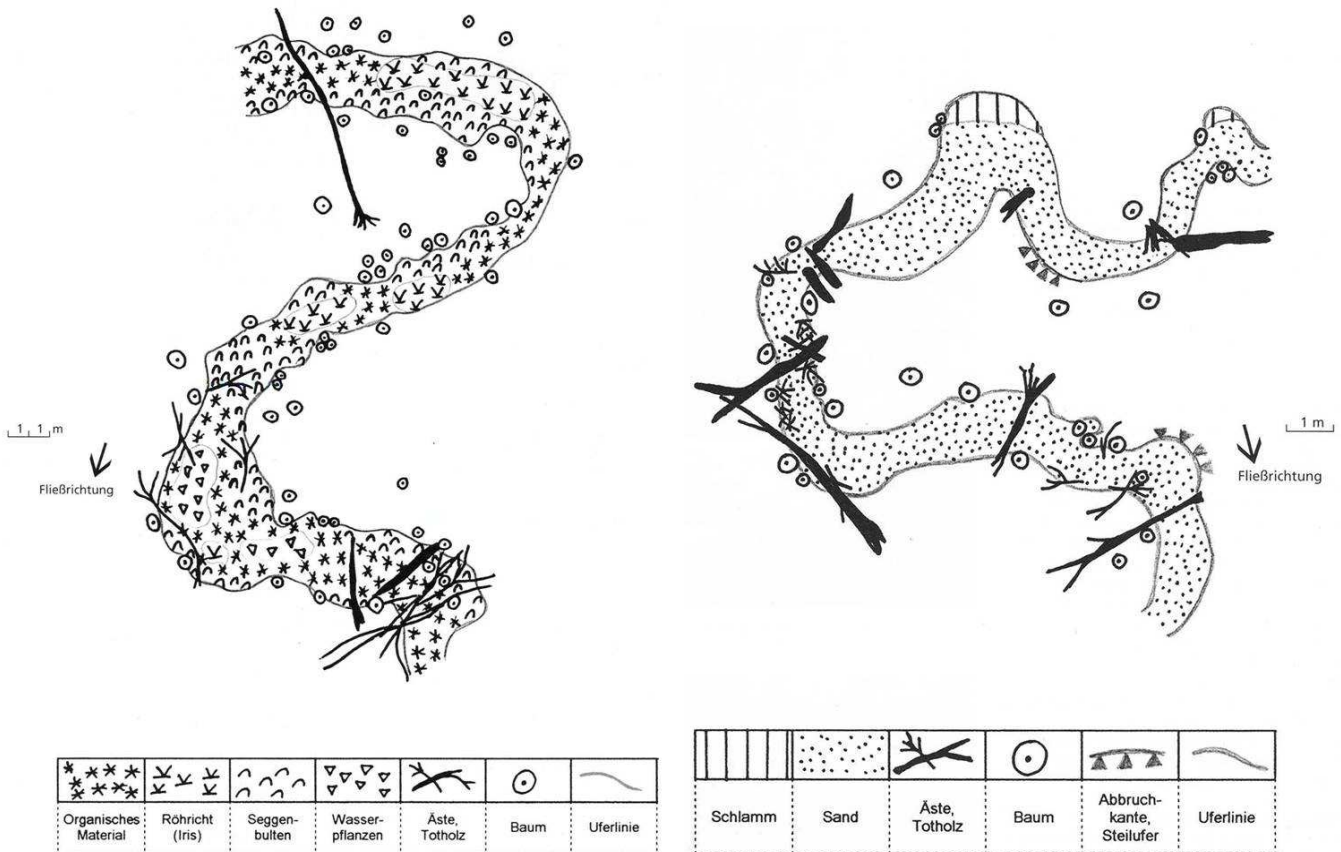 1 1 m
Fließrichtung
1 m
Fließrichtung
Organisches
Material
Röhricht
(Iris)
Seggen-
bulten
Wasser-
pflanzen
Äste,
Totholz
Baum
Uferlinie
Schlamm
Sand
Äste,
Totholz
Baum
Abbruch-
kante,
Steilufer
Uferlinie